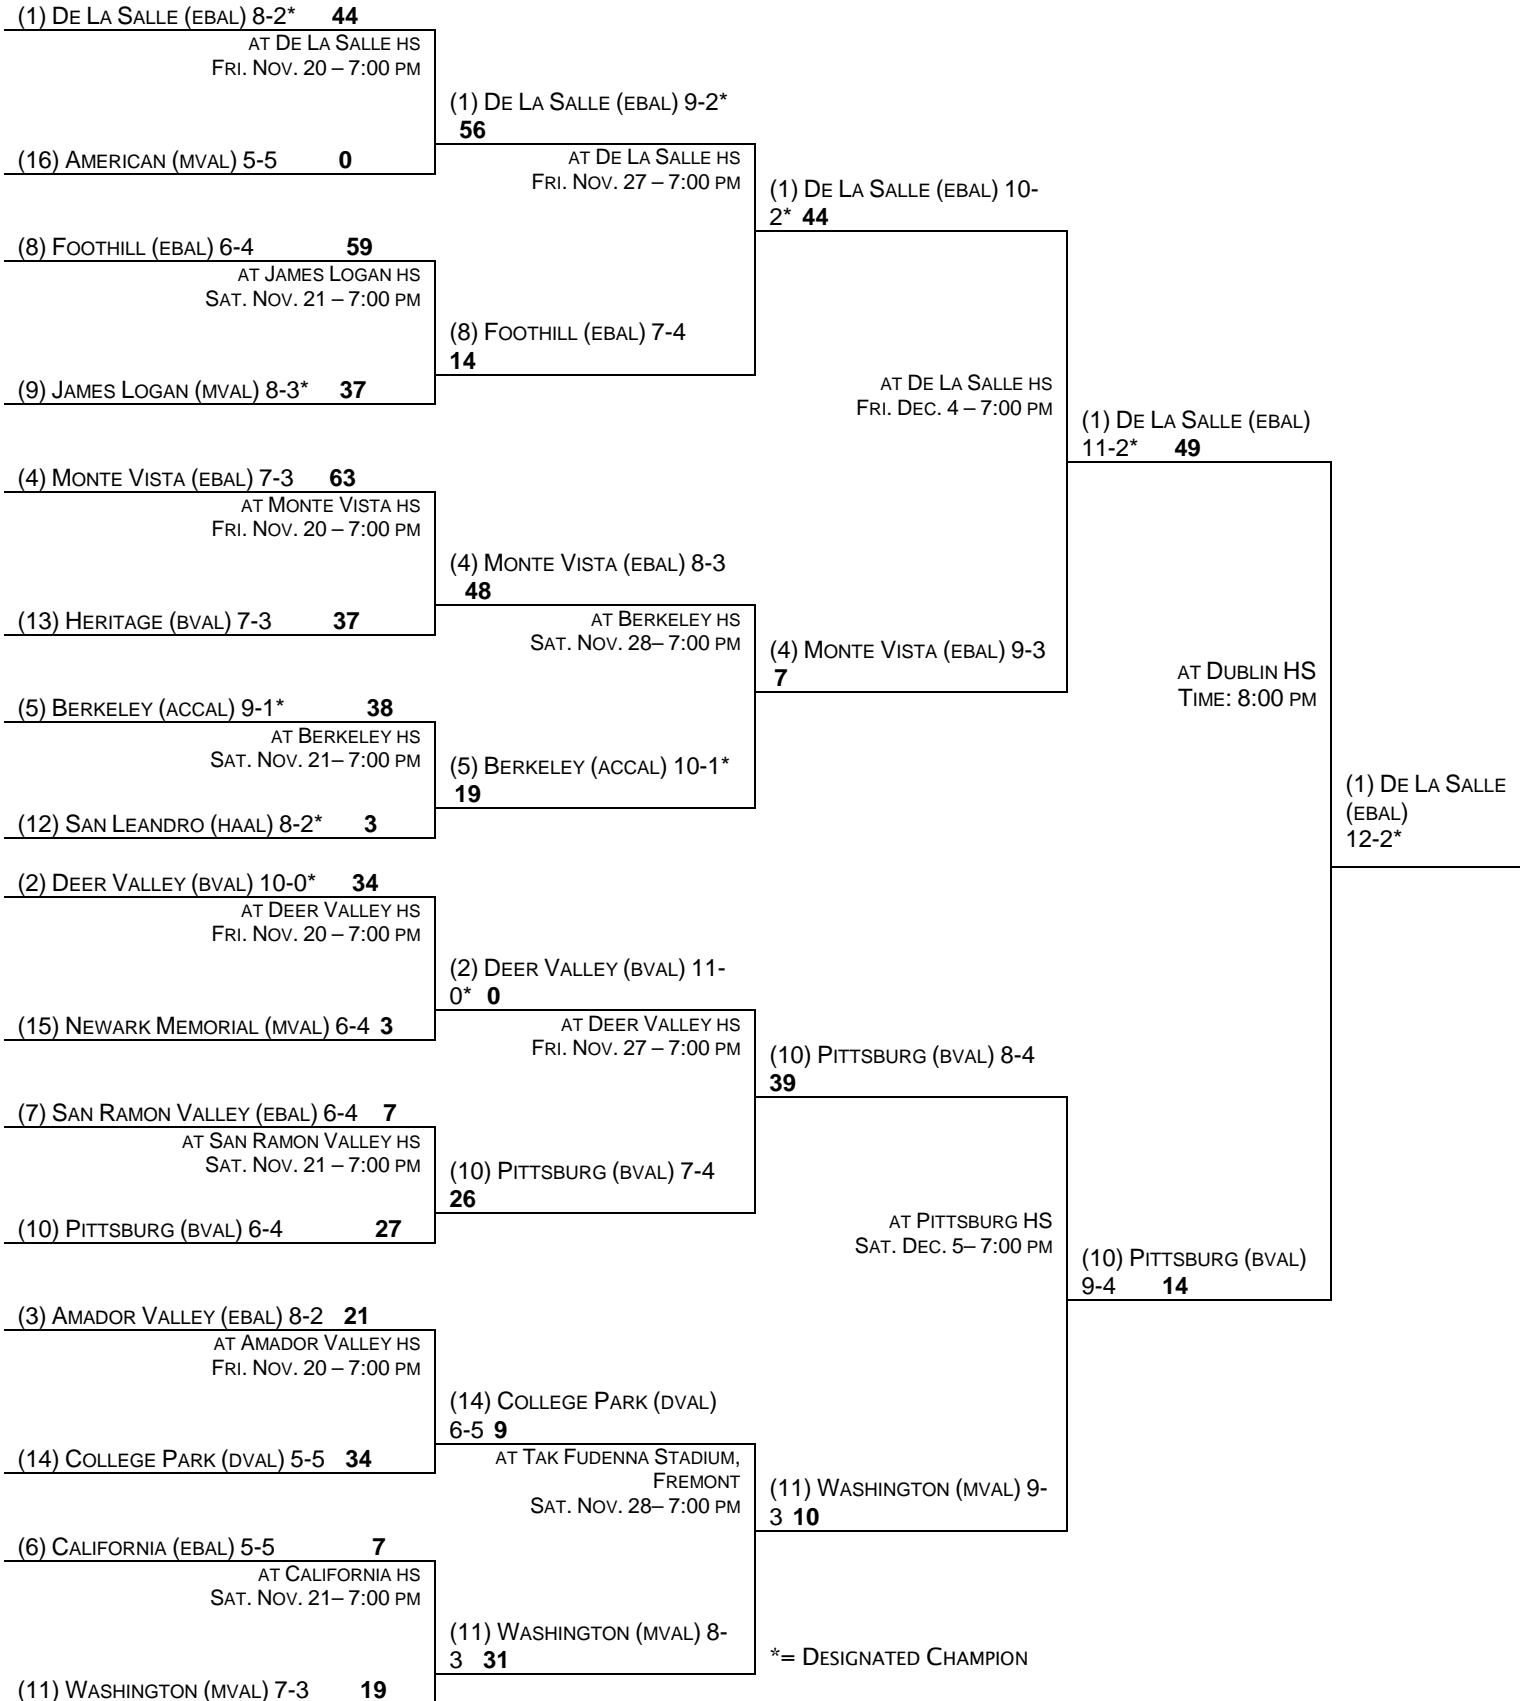 (1) DE LA SALLE (EBAL) 8-2* 44
AT DE LA SALLE HS
FRI. NOV. 20 – 7:00 PM
(16) AMERICAN (MVAL) 5-5 0
(8) FOOTHILL (EBAL) 6-4 59
AT JAMES LOGAN HS
SAT. NOV. 21 – 7:00 PM
(9) JAMES LOGAN (MVAL) 8-3* 37
(4) MONTE VISTA (EBAL) 7-3 63
AT MONTE VISTA HS
FRI. NOV. 20 – 7:00 PM
(13) HERITAGE (BVAL) 7-3 37
(5) BERKELEY (ACCAL) 9-1* 38
AT BERKELEY HS
SAT. NOV. 21– 7:00 PM
(12) SAN LEANDRO (HAAL) 8-2* 3
(2) DEER VALLEY (BVAL) 10-0* 34
AT DEER VALLEY HS
FRI. NOV. 20 – 7:00 PM
(15) NEWARK MEMORIAL (MVAL) 6-4 3
(7) SAN RAMON VALLEY (EBAL) 6-4 7
AT SAN RAMON VALLEY HS
SAT. NOV. 21 – 7:00 PM
(10) PITTSBURG (BVAL) 6-4 27
(3) AMADOR VALLEY (EBAL) 8-2 21
AT AMADOR VALLEY HS
FRI. NOV. 20 – 7:00 PM
(14) COLLEGE PARK (DVAL) 5-5 34
(6) CALIFORNIA (EBAL) 5-5 7
AT CALIFORNIA HS
SAT. NOV. 21– 7:00 PM
(11) WASHINGTON (MVAL) 7-3 19
(1) DE LA SALLE (EBAL) 9-2*
56
AT DE LA SALLE HS
FRI. NOV. 27 – 7:00 PM
(8) FOOTHILL (EBAL) 7-4
14
(4) MONTE VISTA (EBAL) 8-3
48
AT BERKELEY HS
SAT. NOV. 28– 7:00 PM
(5) BERKELEY (ACCAL) 10-1*
19
(2) DEER VALLEY (BVAL) 11-
0* 0
AT DEER VALLEY HS
FRI. NOV. 27 – 7:00 PM
(10) PITTSBURG (BVAL) 7-4
26
(14) COLLEGE PARK (DVAL)
6-5 9
AT TAK FUDENNA STADIUM,
FREMONT
SAT. NOV. 28– 7:00 PM
(11) WASHINGTON (MVAL) 8-
3 31
(1) DE LA SALLE (EBAL) 10-
2* 44
AT DE LA SALLE HS
FRI. DEC. 4 – 7:00 PM
(4) MONTE VISTA (EBAL) 9-3
7
(10) PITTSBURG (BVAL) 8-4
39
AT PITTSBURG HS
SAT. DEC. 5– 7:00 PM
(11) WASHINGTON (MVAL) 9-
3 10
*= DESIGNATED CHAMPION
(1) DE LA SALLE (EBAL)
11-2* 49
AT DUBLIN HS
TIME: 8:00 PM
(10) PITTSBURG (BVAL)
9-4 14
(1) DE LA SALLE
(EBAL)
12-2*